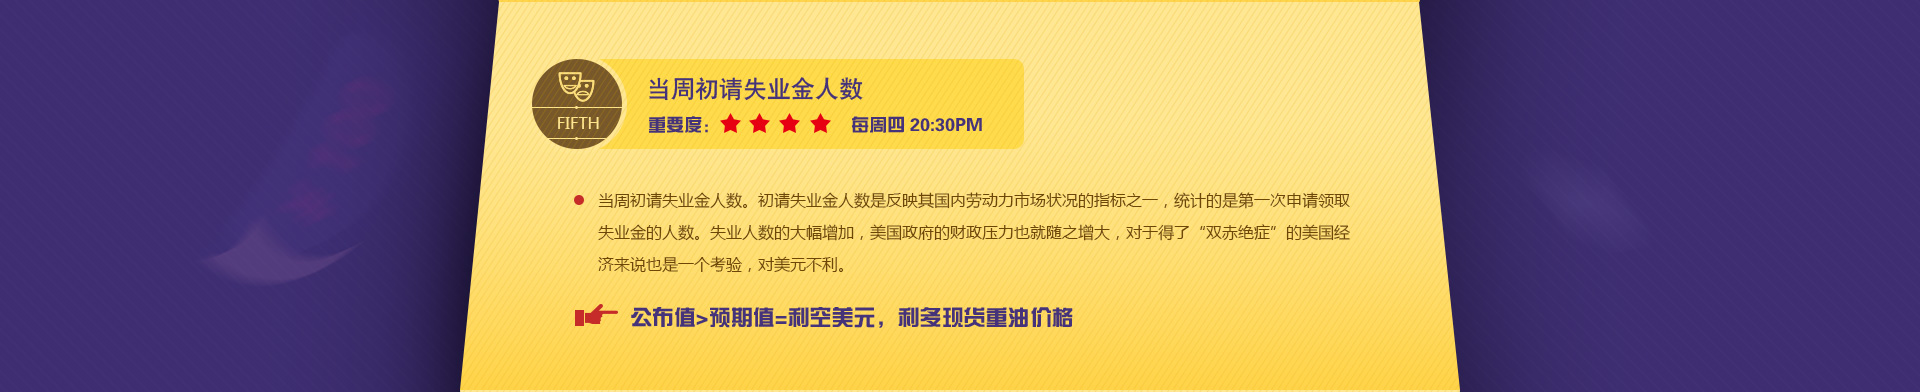 当周初请失业金人数
FIFTH
重要度： 每周四 20:30PM
当周初请失业金人数。初请失业金人数是反映其国内劳动力市场状况的指标之一，统计的是第一次申请领取
失业金的人数。失业人数的大幅增加，美国政府的财政压力也就随之增大，对于得了“双赤绝症”的美国经
济来说也是一个考验，对美元不利。
公布值>预期值=利空美元，利多现货重油价格